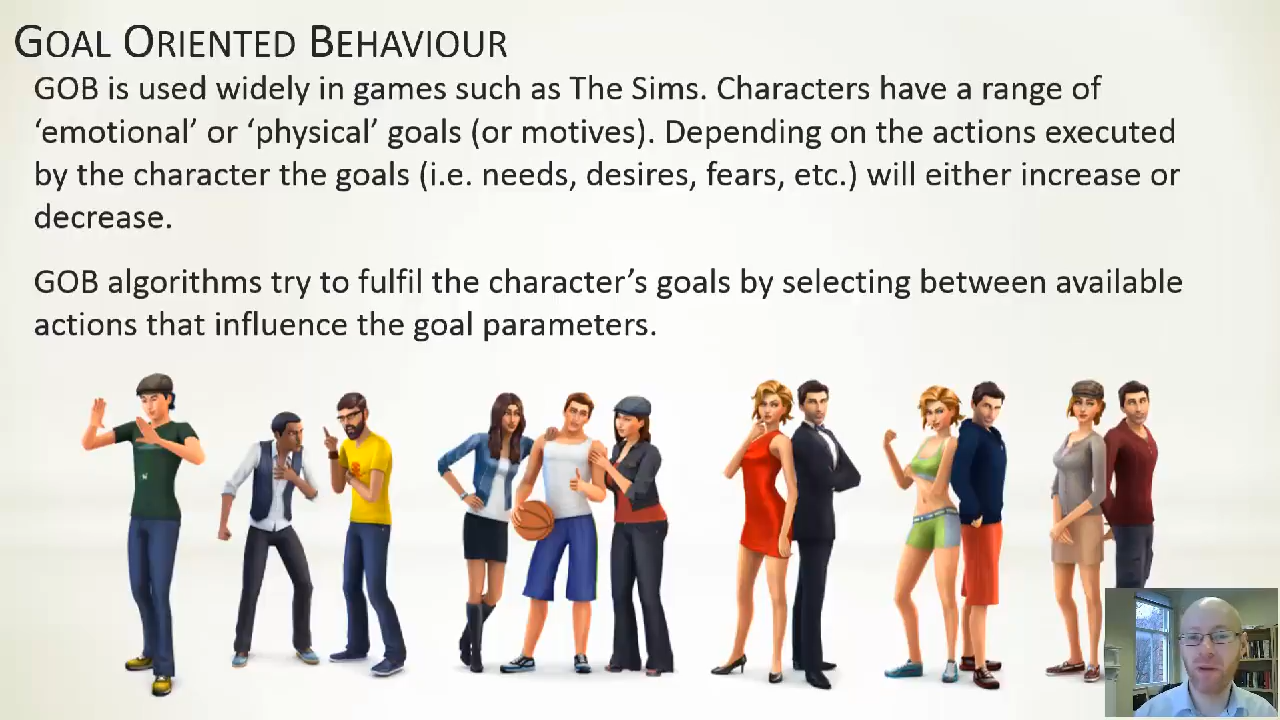 GOAL ORIENTED BEHAVIOUR
GOB is used widely in games such as The Sims. Characters have a range of
‘emotional’ or ‘physical’ goals (or motives). Depending on the actions executed
by the character the goals (i.e. needs, desires, fears, etc.) will either increase or
decrease.
GOB algorithms try to fulfil the character’s goals by selecting between available
actions that influence the goal parameters.